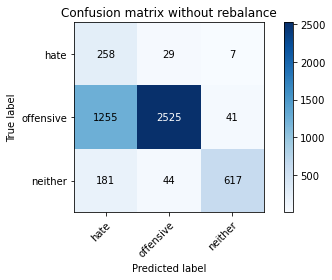 Confusion matrix without rebalance
hate 258 29 7
offensive 1255 2525 41
neither 181 44 617
hate offensive neither
True label
Predicted label
2500
2000
1500
1000
500